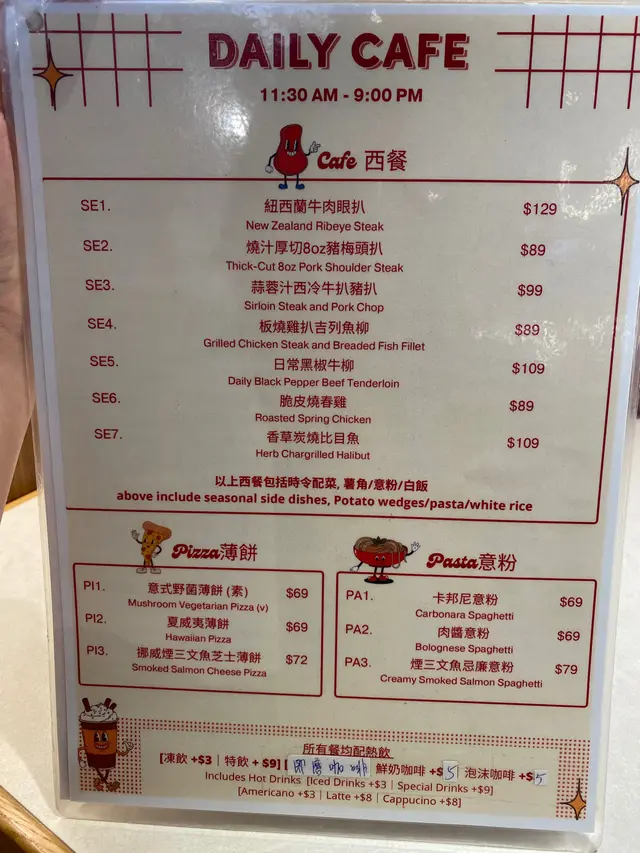 DAILY CAFE
11:30 AM - 9:00 PM
Cafe 西餐
SE1. 紐西蘭牛肉眼扒 $129
New Zealand Ribeye Steak
SE2. 燒汁厚切8oz豬梅頭扒 $89
Thick-Cut 8oz Pork Shoulder Steak
SE3. 蒜蓉汁西冷牛扒豬扒 $99
Sirloin Steak and Pork Chop
SE4. 板燒雞扒吉列魚柳 $89
Grilled Chicken Steak and Breaded Fish Fillet
SE5. 日常黑椒牛柳 $109
Daily Black Pepper Beef Tenderloin
SE6. 脆皮燒春雞 $89
Roasted Spring Chicken
SE7. 香草炭燒比目魚 $109
Herb Chargrilled Halibut
以上西餐包括時令配菜, 薯角/意粉/白飯
above include seasonal side dishes, Potato wedges/pasta/white rice
Pizza薄餅
PI1. 意式野菌薄餅 (素) $69
Mushroom Vegetarian Pizza (v)
PI2. 夏威夷薄餅 $69
Hawaiian Pizza
PI3. 挪威煙三文魚芝士薄餅 $72
Smoked Salmon Cheese Pizza
Pasta意粉
PA1. 卡邦尼意粉 $69
Carbonara Spaghetti
PA2. 肉醬意粉 $69
Bolognese Spaghetti
PA3. 煙三文魚忌廉意粉 $79
Creamy Smoked Salmon Spaghetti
所有餐均配熱飲
[凍飲 +$3 | 特飲 + $9] [即磨咖啡 鮮奶咖啡 +$5 泡沫咖啡 +$5
Includes Hot Drinks [Iced Drinks +$3 | Special Drinks +$9]
[Americano +$3 | Latte +$8 | Cappucino +$8]